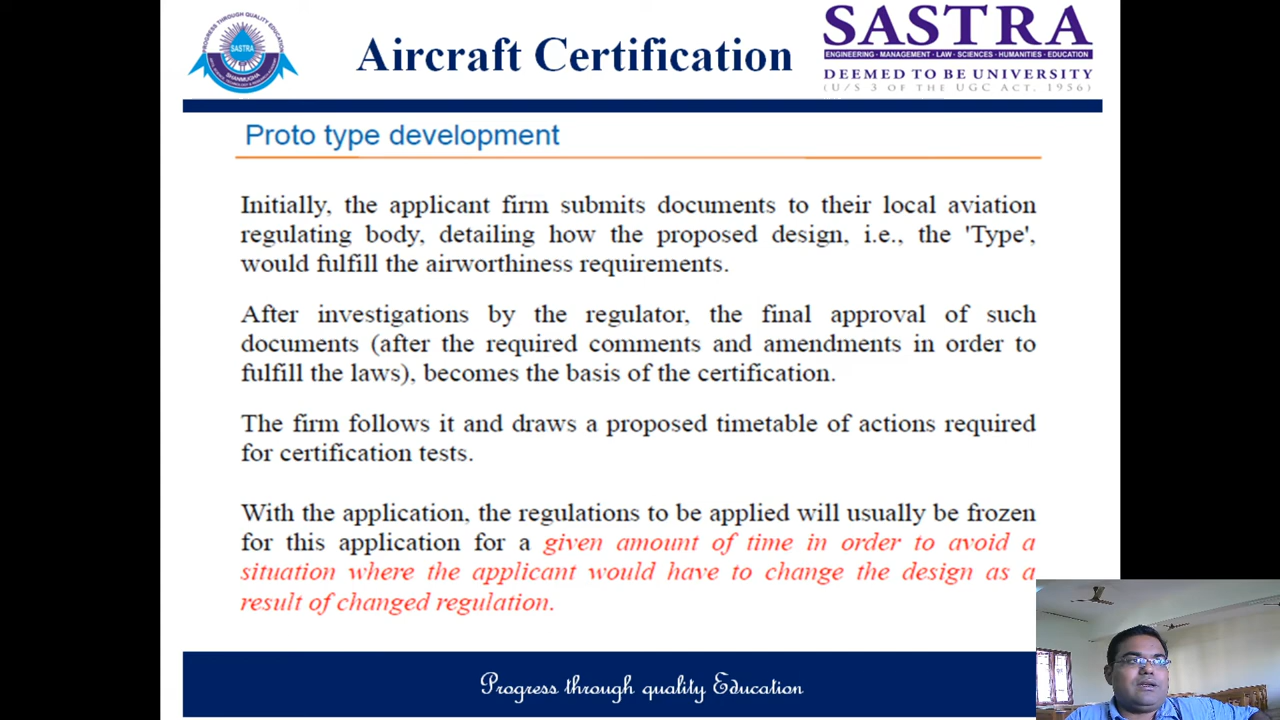 PROGRESS THROUGH QUALITY EDUCATION
SASTRA
SHANMUGHA
Aircraft Certification
SASTRA
ENGINEERING · MANAGEMENT · LAW · SCIENCES · HUMANITIES · EDUCATION
DEEMED TO BE UNIVERSITY
(U/S 3 OF THE UGC ACT, 1956)
Proto type development
Initially, the applicant firm submits documents to their local aviation
regulating body, detailing how the proposed design, i.e., the 'Type',
would fulfill the airworthiness requirements.
After investigations by the regulator, the final approval of such
documents (after the required comments and amendments in order to
fulfill the laws), becomes the basis of the certification.
The firm follows it and draws a proposed timetable of actions required
for certification tests.
With the application, the regulations to be applied will usually be frozen
for this application for a given amount of time in order to avoid a
situation where the applicant would have to change the design as a
result of changed regulation.
Progress through quality Education